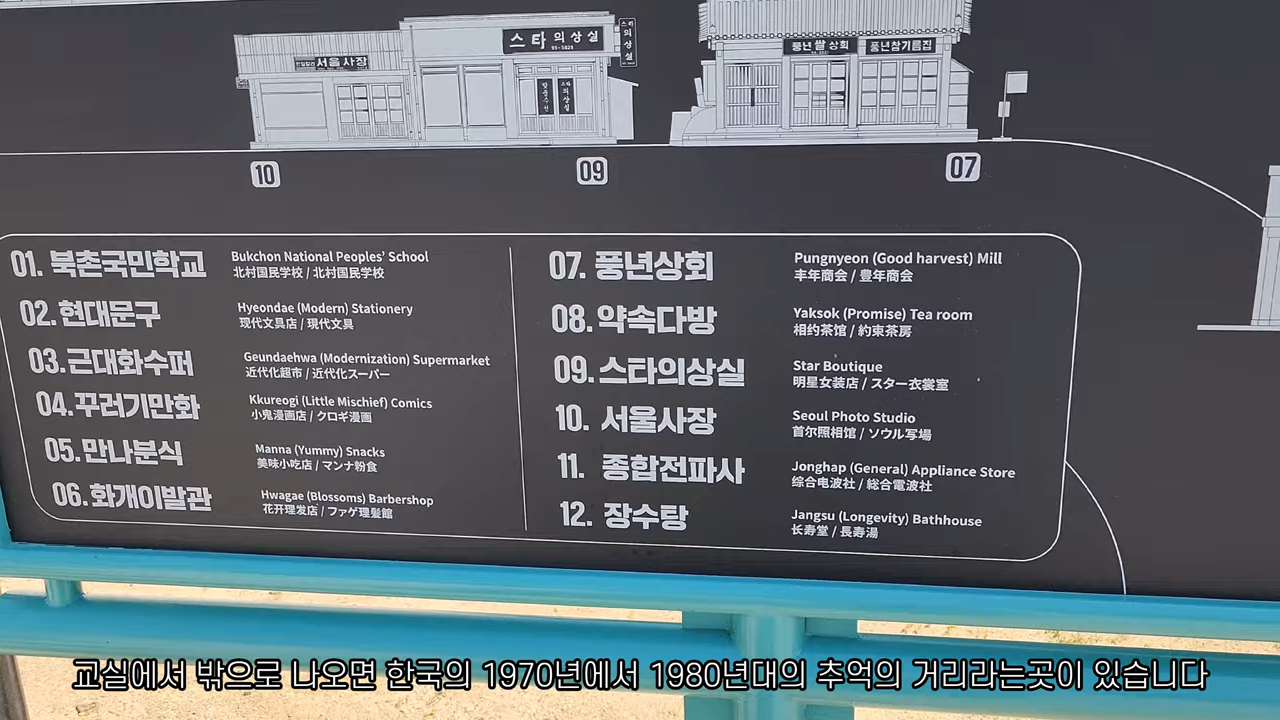 서울사장
스타 의상실
95-3828
스타 의상실
스타의상실
풍년 쌀 상회
풍년참기름집
10
09
07
01. 북촌국민학교
Bukchon National Peoples' School
北村国民学校 / 北村国民学校
02. 현대문구
Hyeondae (Modern) Stationery
现代文具店 / 現代文具
03. 근대화수퍼
Geundaehwa (Modernization) Supermarket
近代化超市 / 近代化スーパー
04. 꾸러기만화
Kkureogi (Little Mischief) Comics
小鬼漫画店 / クロギ漫画
05. 만나분식
Manna (Yummy) Snacks
美味小吃店 / マンナ粉食
06. 화개이발관
Hwagae (Blossoms) Barbershop
花开理发店 / ファゲ理髪館
07. 풍년상회
Pungnyeon (Good harvest) Mill
丰年商会 / 豊年商会
08. 약속다방
Yaksok (Promise) Tea room
相约茶馆 / 約束茶房
09. 스타의상실
Star Boutique
明星女装店 / スター衣裳室
10. 서울사장
Seoul Photo Studio
首尔照相馆 / ソウル写場
11. 종합전파사
Jonghap (General) Appliance Store
综合电波社 / 総合電波社
12. 장수탕
Jangsu (Longevity) Bathhouse
长寿堂 / 長寿湯
교실에서 밖으로 나오면 한국의 1970년에서 1980년대의 추억의 거리라는곳이 있습니다